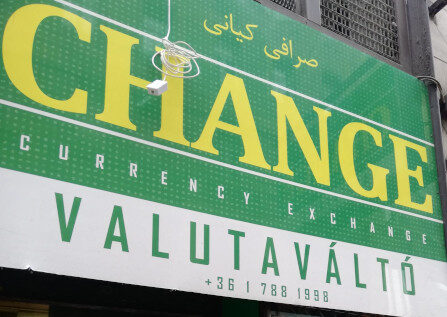 صرافی کیانی
CHANGE
CURRENCY EXCHANGE
VALUTAVÁLTÓ
+36 1 788 1998